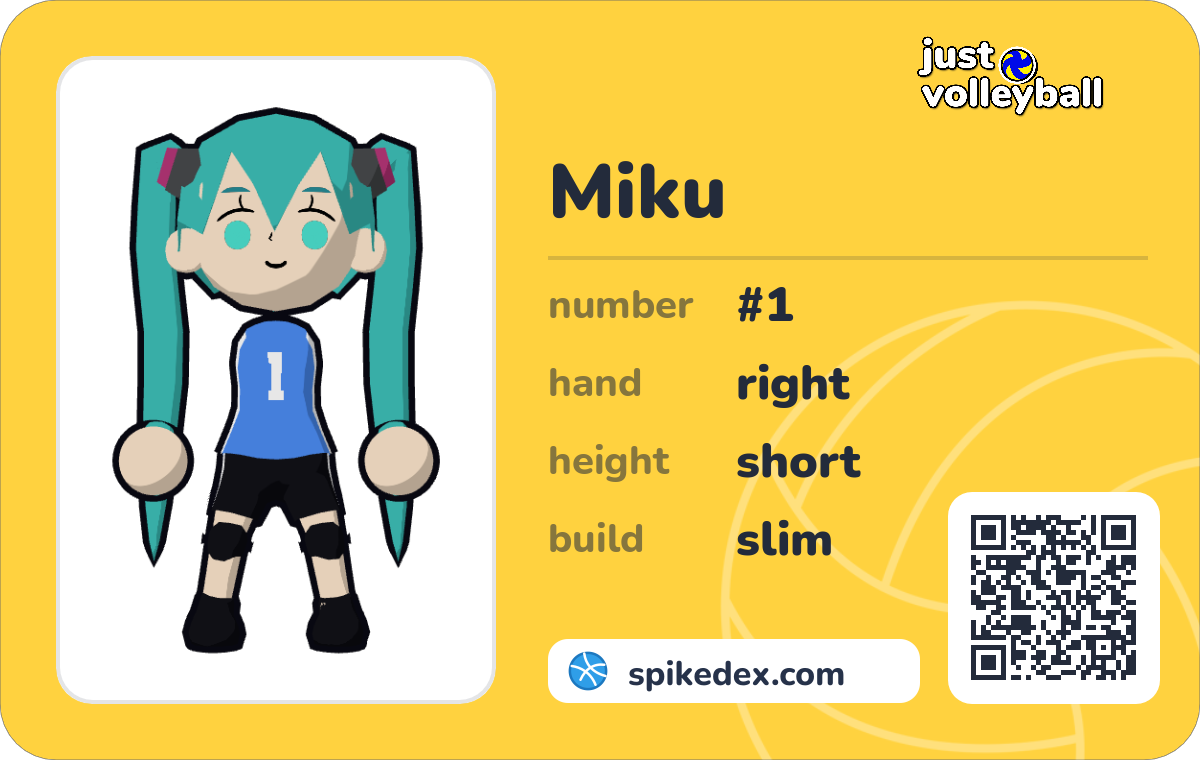 just
volleyball
Miku
number #1
hand right
height short
build slim
1
spikedex.com